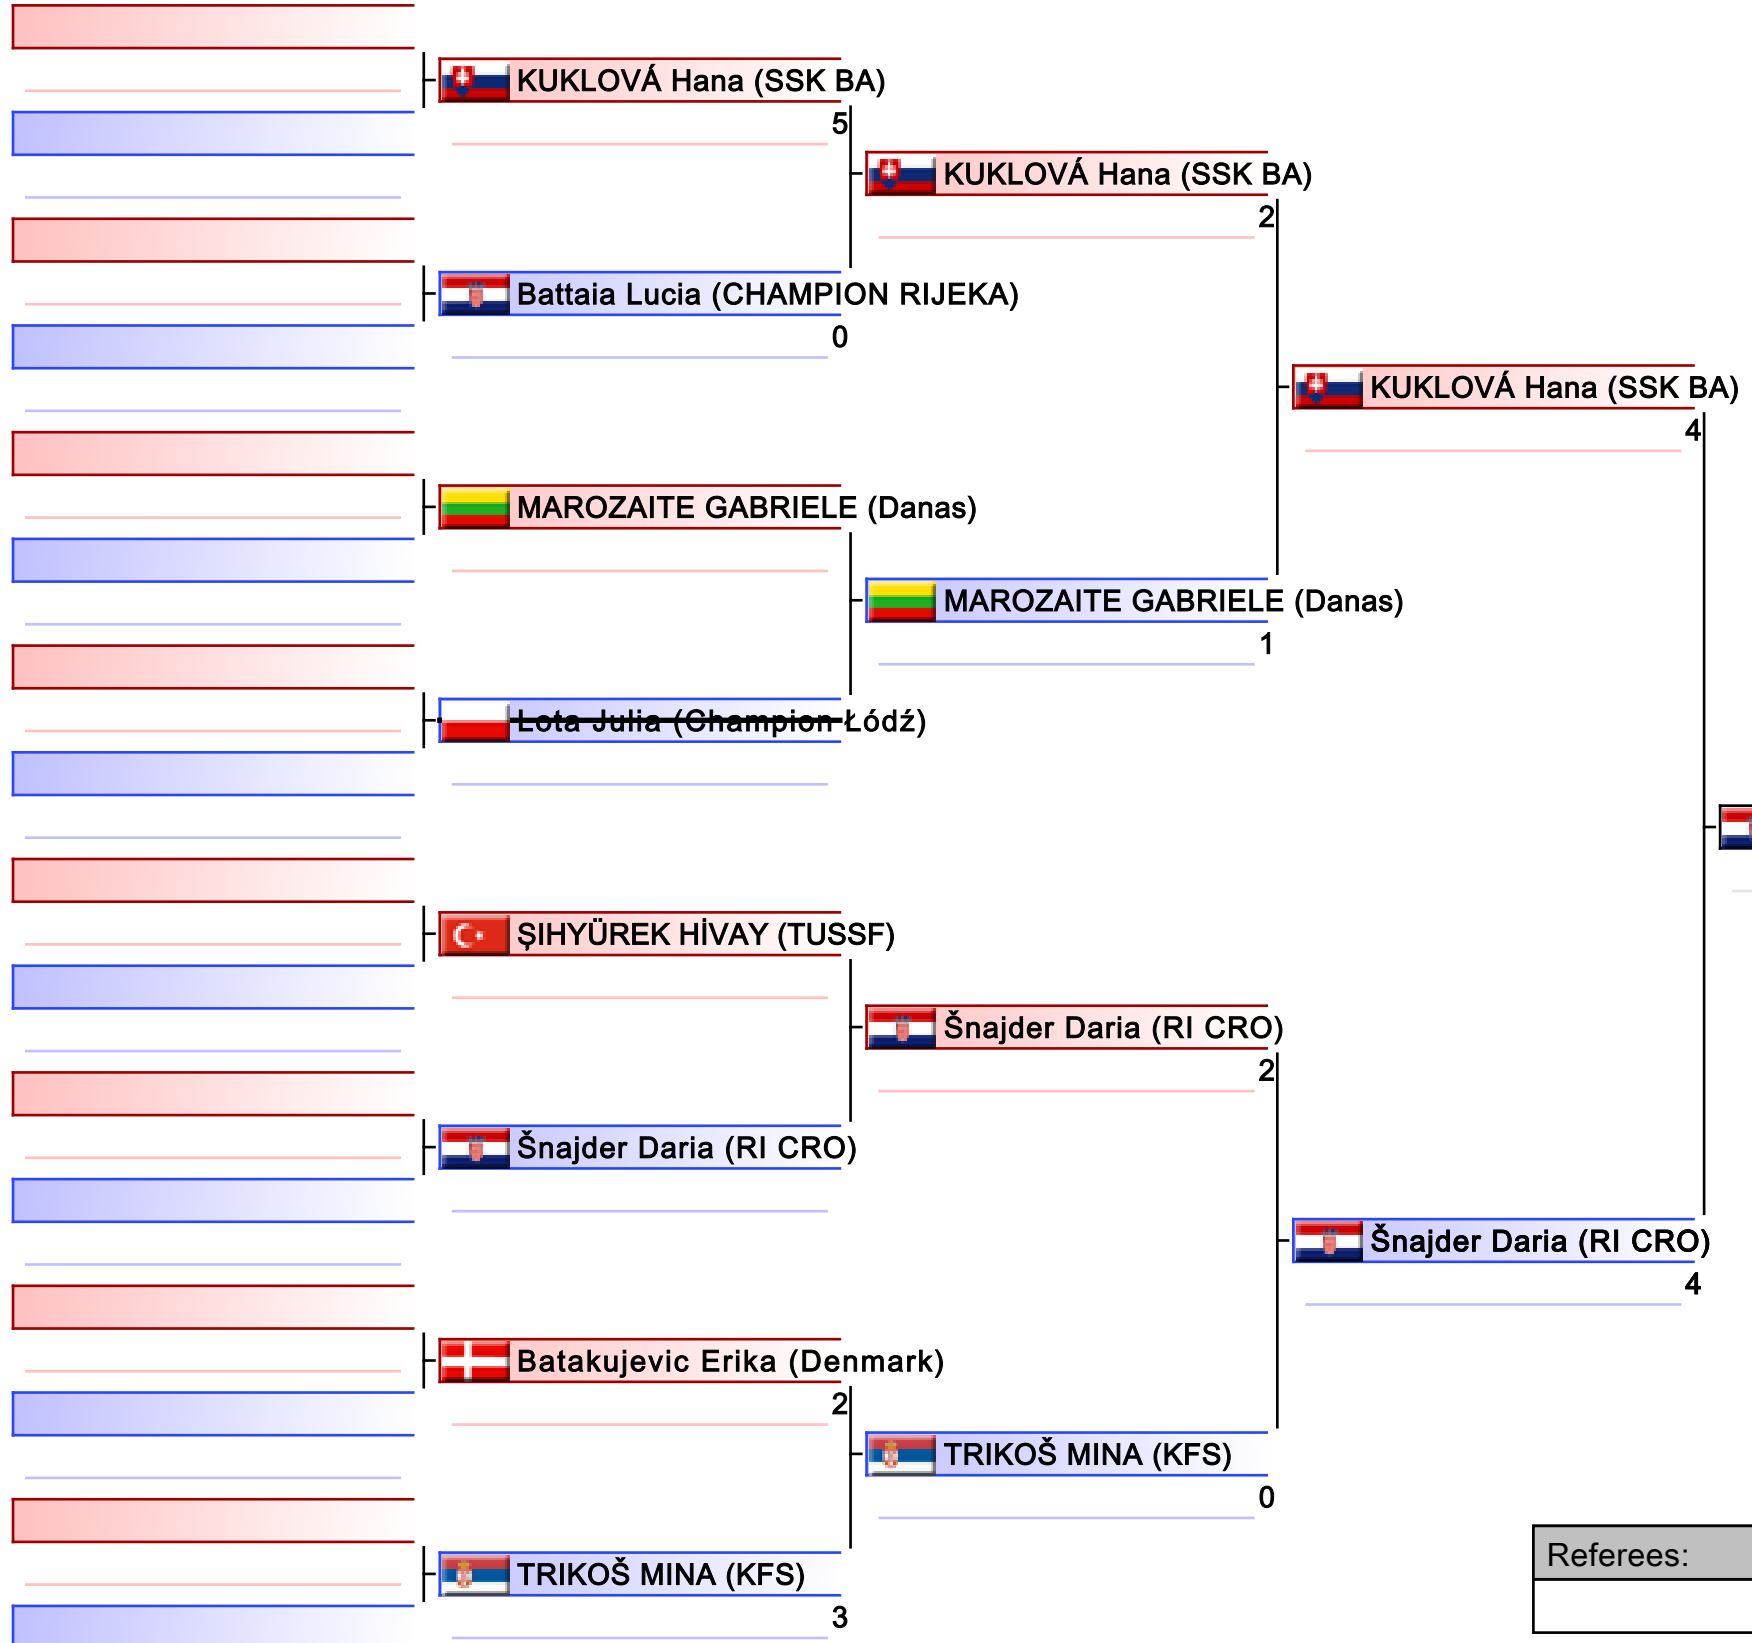 KUKLOVÁ Hana (SSK BA)
5
KUKLOVÁ Hana (SSK BA)
2
Battaia Lucia (CHAMPION RIJEKA)
0
KUKLOVÁ Hana (SSK BA)
4
MAROZAITE GABRIELE (Danas)
MAROZAITE GABRIELE (Danas)
1
Lota Julia (Champion Łódź)
ŞIHYÜREK HİVAY (TUSSF)
Šnajder Daria (RI CRO)
2
Šnajder Daria (RI CRO)
Šnajder Daria (RI CRO)
4
Batakujevic Erika (Denmark)
2
TRIKOŠ MINA (KFS)
0
Referees:
TRIKOŠ MINA (KFS)
3